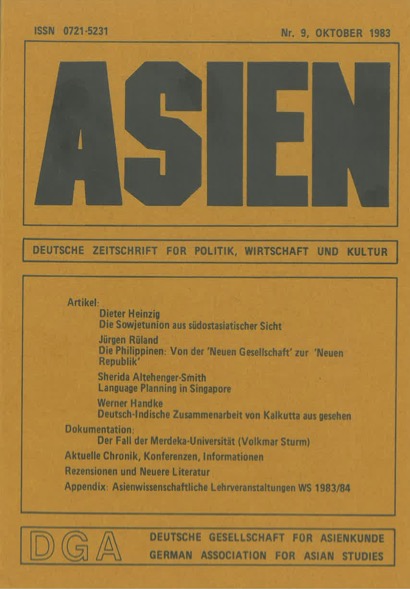 ISSN 0721-5231 Nr. 9, OKTOBER 1983
ASIEN
DEUTSCHE ZEITSCHRIFT FÜR POLITIK, WIRTSCHAFT UND KULTUR
Artikel:
Dieter Heinzig
Die Sowjetunion aus südostasiatischer Sicht
Jürgen Rüland
Die Philippinen: Von der 'Neuen Gesellschaft' zur 'Neuen
Republik'
Sherida Altehenger-Smith
Language Planning in Singapore
Werner Handke
Deutsch-Indische Zusammenarbeit von Kalkutta aus gesehen
Dokumentation:
Der Fall der Merdeka-Universität (Volkmar Sturm)
Aktuelle Chronik, Konferenzen, Informationen
Rezensionen und Neuere Literatur
Appendix: Asienwissenschaftliche Lehrveranstaltungen WS 1983/84
DGA
DEUTSCHE GESELLSCHAFT FÜR ASIENKUNDE
GERMAN ASSOCIATION FOR ASIAN STUDIES